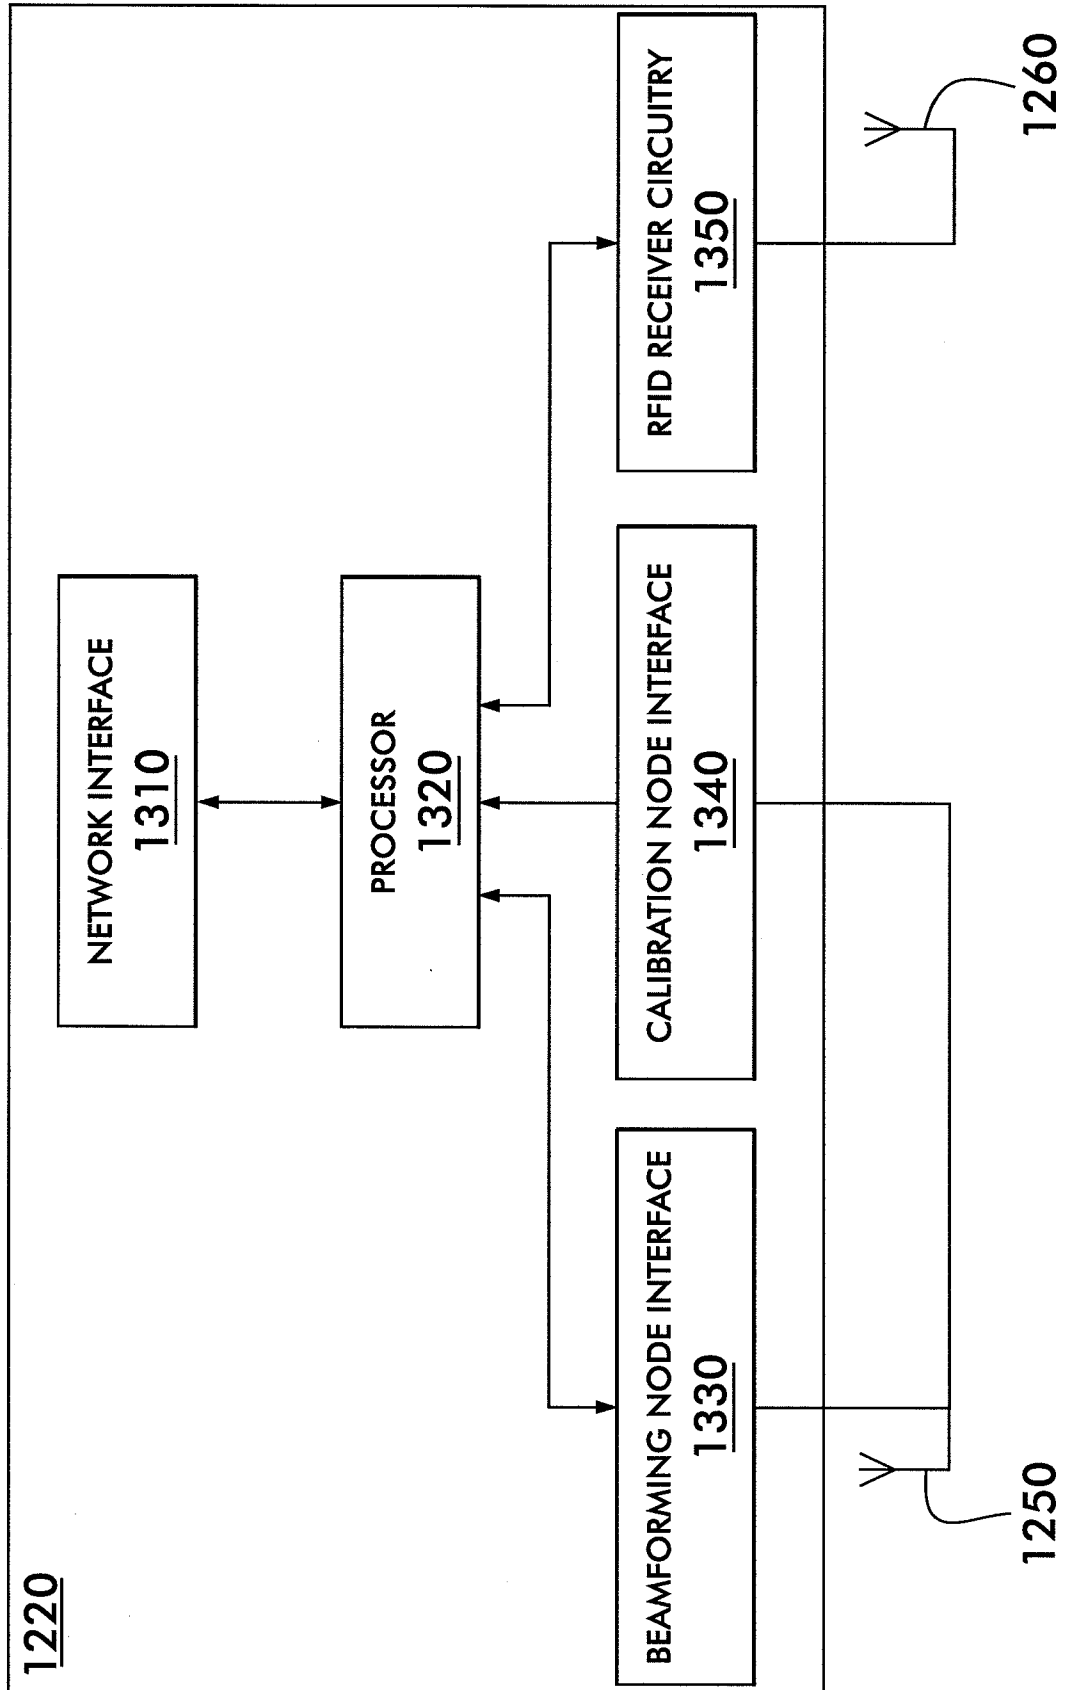 1220
NETWORK INTERFACE
1310
PROCESSOR
1320
BEAMFORMING NODE INTERFACE
1330
CALIBRATION NODE INTERFACE
1340
RFID RECEIVER CIRCUITRY
1350
1250
1260